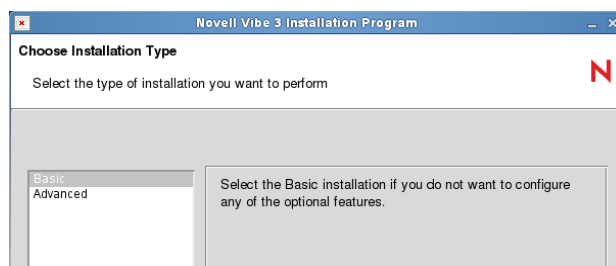 Novell Vibe 3 Installation Program
Choose Installation Type
Select the type of installation you want to perform
N
Basic
Advanced
Select the Basic installation if you do not want to configure
any of the optional features.